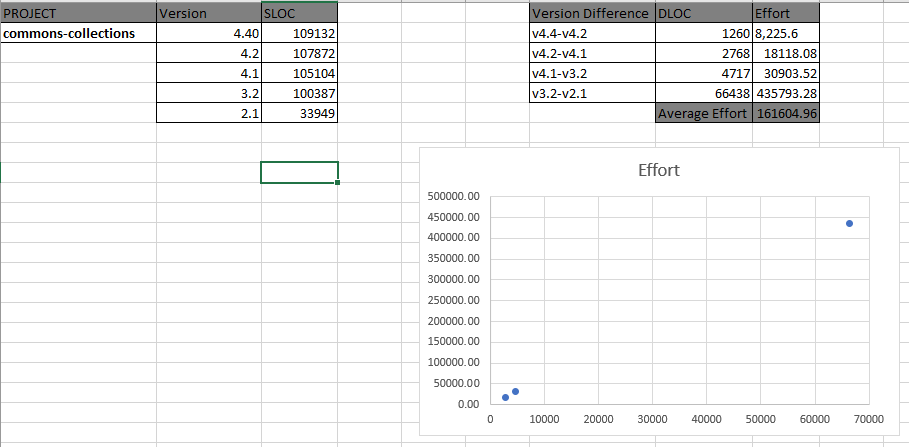 PROJECT Version SLOC Version Difference DLOC Effort
commons-collections 4.40 109132 v4.4-v4.2 1260 8,225.6
4.2 107872 v4.2-v4.1 2768 18118.08
4.1 105104 v4.1-v3.2 4717 30903.52
3.2 100387 v3.2-v2.1 66438 435793.28
2.1 33949 Average Effort 161604.96
Effort
500000.00
450000.00
400000.00
350000.00
300000.00
250000.00
200000.00
150000.00
100000.00
50000.00
0.00
0 10000 20000 30000 40000 50000 60000 70000